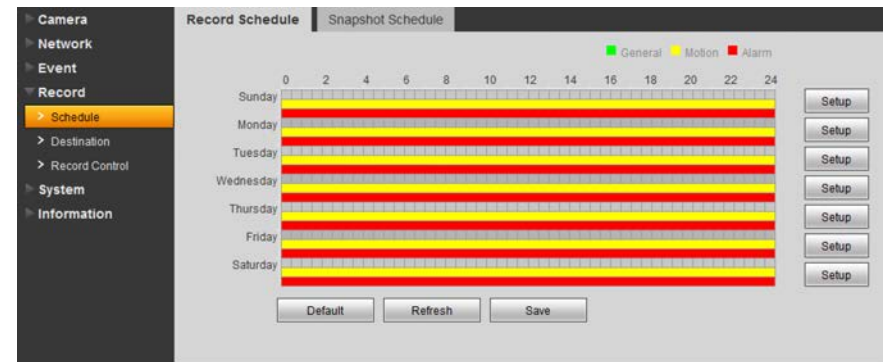 Camera
Network
Event
Record
> Schedule
> Destination
> Record Control
System
Information
Record Schedule Snapshot Schedule
General Motion Alarm
0 2 4 6 8 10 12 14 16 18 20 22 24
Sunday Setup
Monday Setup
Tuesday Setup
Wednesday Setup
Thursday Setup
Friday Setup
Saturday Setup
Default Refresh Save